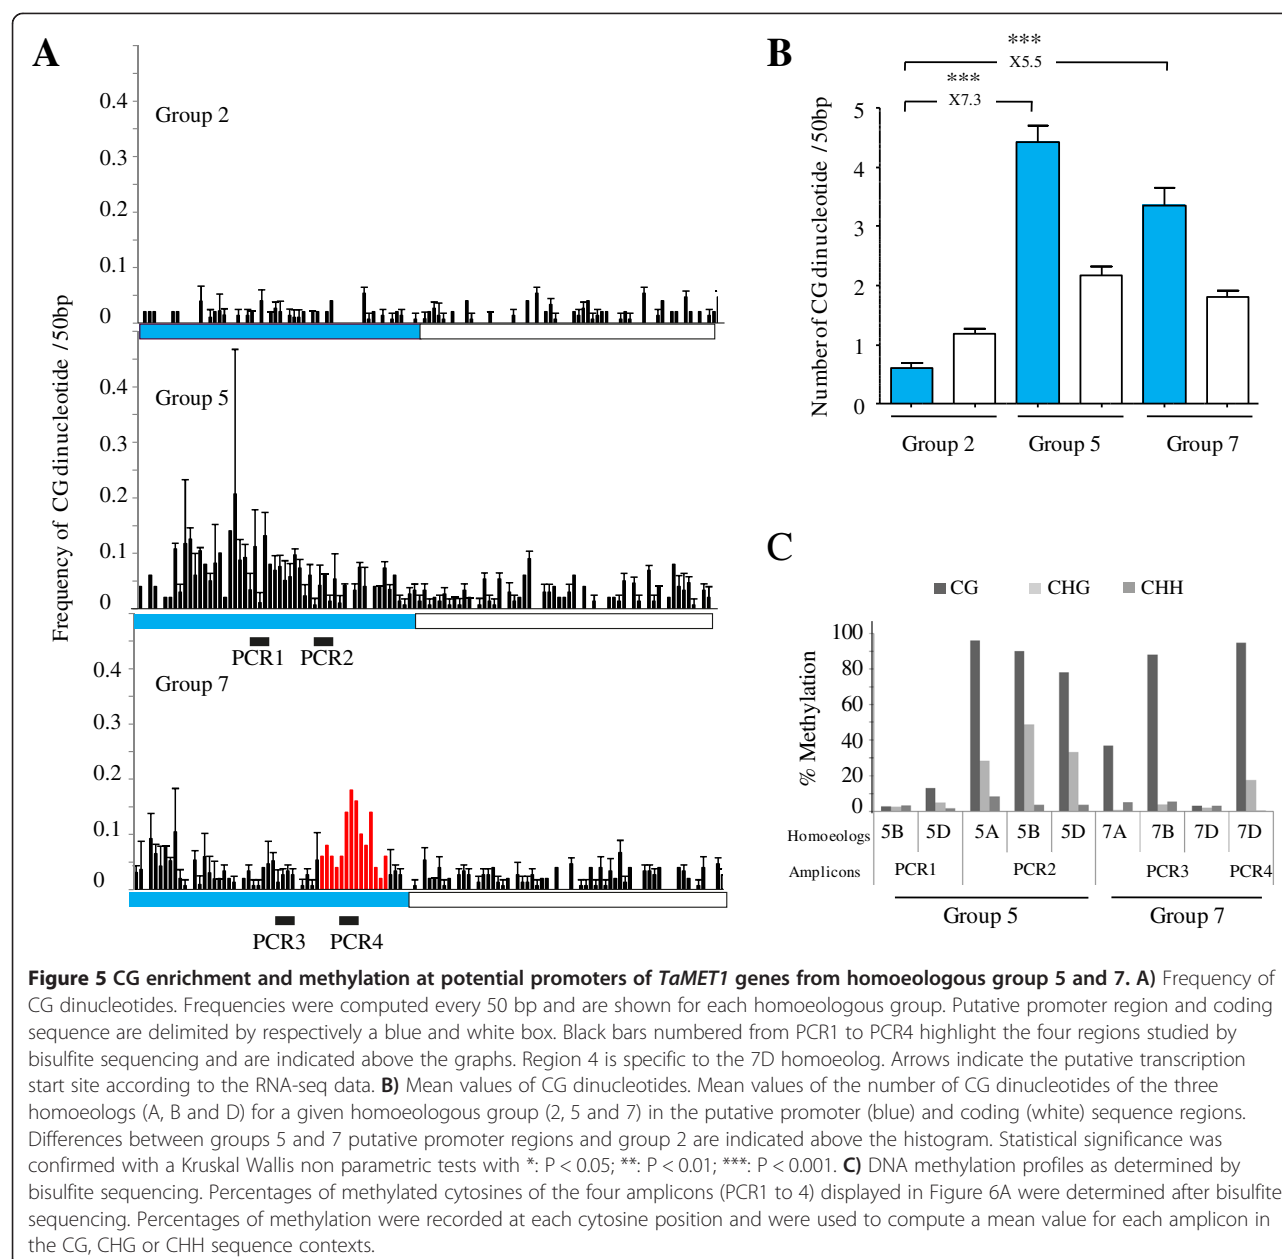 A
Frequency of CG dinucleotide /50bp
Group 2
0.4
0.3
0.2
0.1
0
Group 5
0.4
0.3
0.2
0.1
0
PCR1 PCR2
Group 7
0.4
0.3
0.2
0.1
0
PCR3 PCR4
B
***
X5.5
***
X7.3
Number of CG dinucleotide /50bp
5
4
3
2
1
0
Group 2 Group 5 Group 7
C
CG CHG CHH
% Methylation
100
80
60
40
20
0
Homoeologs 5B 5D 5A 5B 5D 7A 7B 7D 7D
Amplicons PCR1 PCR2 PCR3 PCR4
Group 5 Group 7
Figure 5 CG enrichment and methylation at potential promoters of TaMET1 genes from homoeologous group 5 and 7. A) Frequency of
CG dinucleotides. Frequencies were computed every 50 bp and are shown for each homoeologous group. Putative promoter region and coding
sequence are delimited by respectively a blue and white box. Black bars numbered from PCR1 to PCR4 highlight the four regions studied by
bisulfite sequencing and are indicated above the graphs. Region 4 is specific to the 7D homoeolog. Arrows indicate the putative transcription
start site according to the RNA-seq data. B) Mean values of CG dinucleotides. Mean values of the number of CG dinucleotides of the three
homoeologs (A, B and D) for a given homoeologous group (2, 5 and 7) in the putative promoter (blue) and coding (white) sequence regions.
Differences between groups 5 and 7 putative promoter regions and group 2 are indicated above the histogram. Statistical significance was
confirmed with a Kruskal Wallis non parametric tests with *: P < 0.05; **: P < 0.01; ***: P < 0.001. C) DNA methylation profiles as determined by
bisulfite sequencing. Percentages of methylated cytosines of the four amplicons (PCR1 to 4) displayed in Figure 6A were determined after bisulfite
sequencing. Percentages of methylation were recorded at each cytosine position and were used to compute a mean value for each amplicon in
the CG, CHG or CHH sequence contexts.